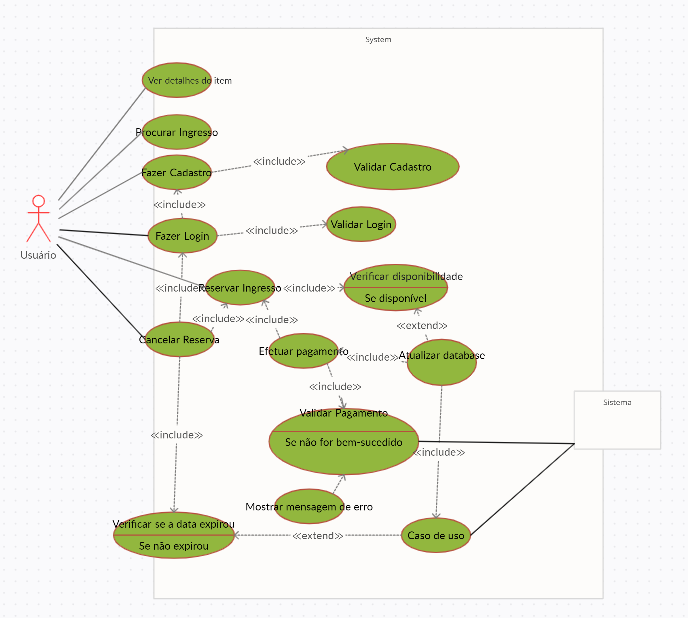 System
Ver detalhes do item
Procurar Ingresso
Fazer Cadastro
≪include≫
Validar Cadastro
≪include≫
Usuário
Fazer Login
≪include≫
Validar Login
≪include≫
Reservar Ingresso
≪include≫
Verificar disponibilidade
Se disponível
≪include≫
≪include≫
≪extend≫
Cancelar Reserva
Efetuar pagamento
≪include≫
Atualizar database
≪include≫
Sistema
Validar Pagamento
Se não for bem-sucedido
≪include≫
≪include≫
Mostrar mensagem de erro
Verificar se a data expirou
Se não expirou
≪extend≫
Caso de uso